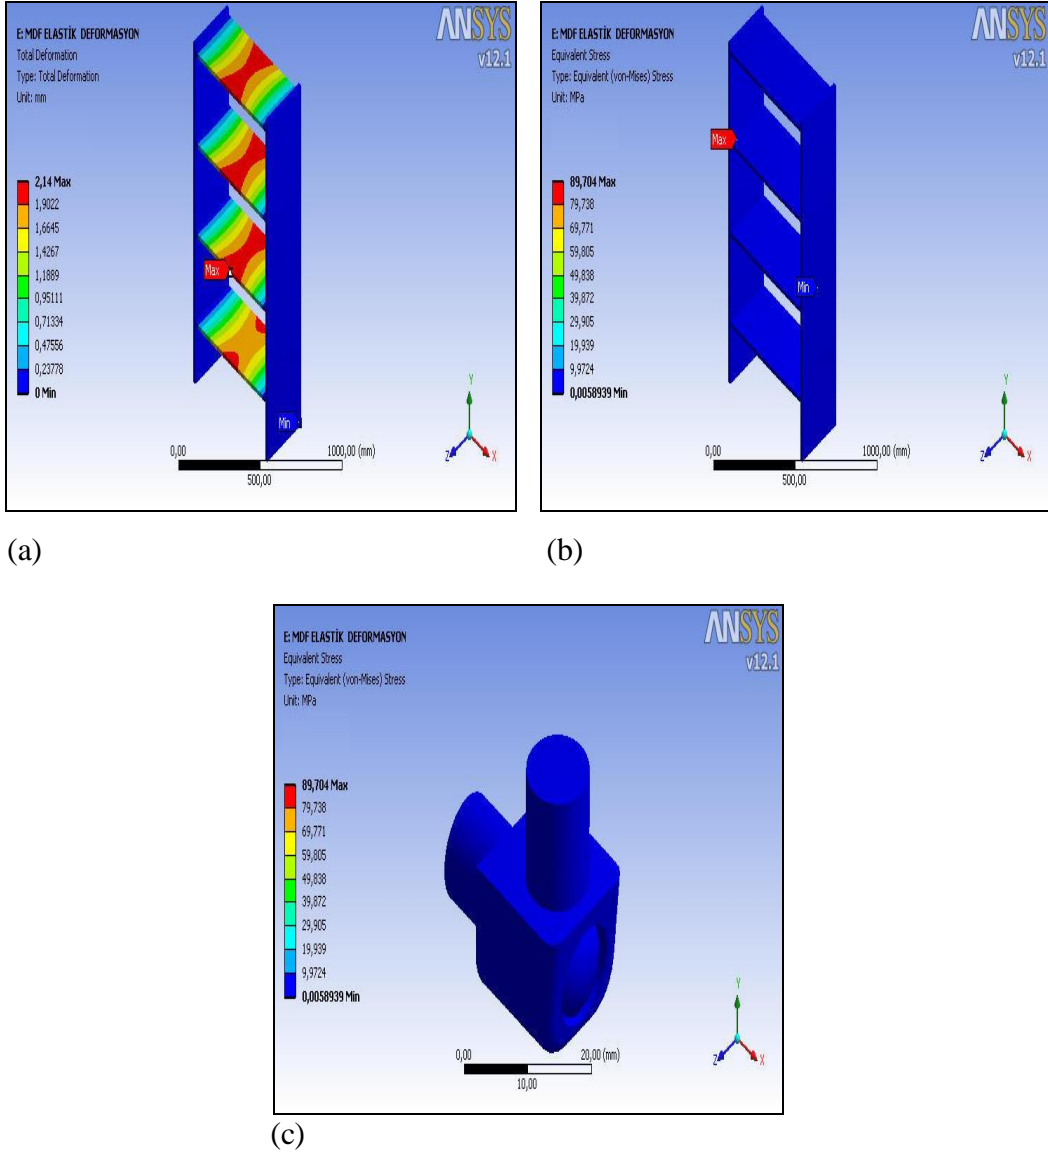 E: MDF ELASTİK DEFORMASYON
Total Deformation
Type: Total Deformation
Unit: mm
ANSYS
v12.1
2,14 Max
1,9022
1,6645
1,4267
1,1889
0,95111
0,71334
0,47556
0,23778
0 Min
Max
Min
0,00
1000,00 (mm)
500,00
Y
Z
X
(a)
E: MDF ELASTİK DEFORMASYON
Equivalent Stress
Type: Equivalent (von-Mises) Stress
Unit: MPa
ANSYS
v12.1
89,704 Max
79,738
69,771
59,805
49,838
39,872
29,905
19,939
9,9724
0,0058939 Min
Max
Min
0,00
1000,00 (mm)
500,00
Y
Z
X
(b)
E: MDF ELASTİK DEFORMASYON
Equivalent Stress
Type: Equivalent (von-Mises) Stress
Unit: MPa
ANSYS
v12.1
89,704 Max
79,738
69,771
59,805
49,838
39,872
29,905
19,939
9,9724
0,0058939 Min
0,00
20,00 (mm)
10,00
Y
Z
X
(c)